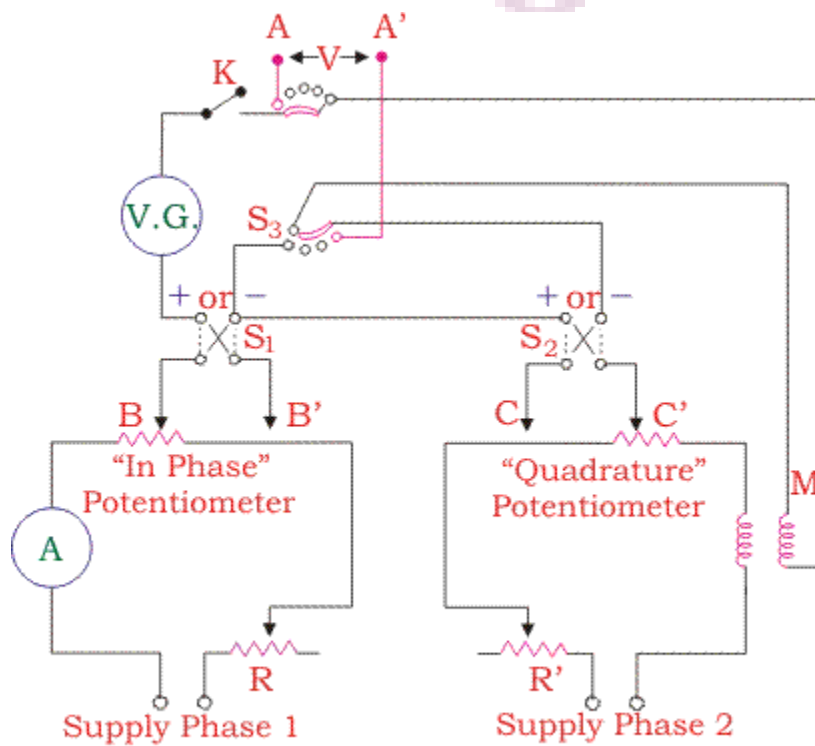 A V A'
K
V.G.
S3
+ or − + or −
S1 S2
B B' C C'
"In Phase" Potentiometer
"Quadrature" Potentiometer
M
A
R R'
Supply Phase 1 Supply Phase 2